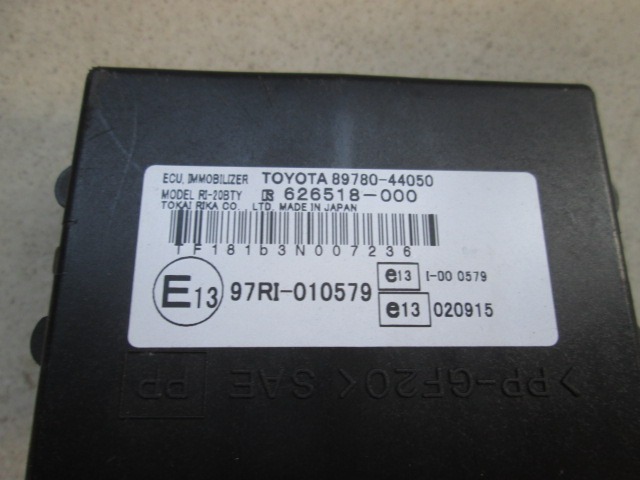 ECU, IMMOBILIZER TOYOTA 89780-44050
MODEL RI-20BTY 626518-000
TOKAI RIKA CO., LTD. MADE IN JAPAN
TF181b3N007236
E13 97RI-010579
e13 I-00 0579
e13 020915
>PP-GF20< SAE PP